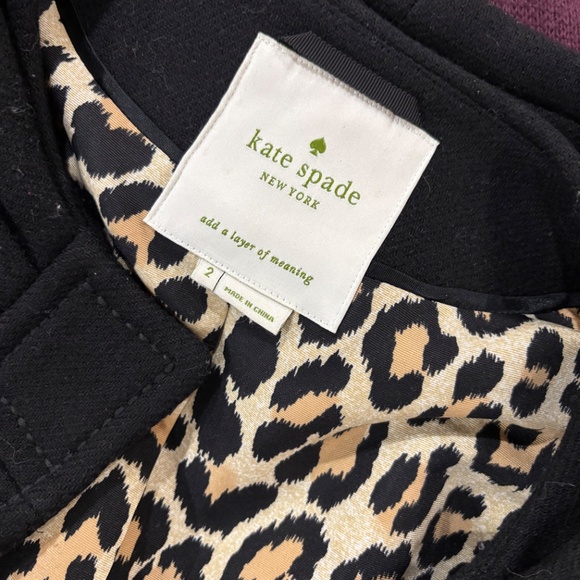 kate spade
NEW YORK
add a layer of meaning
2
MADE IN CHINA